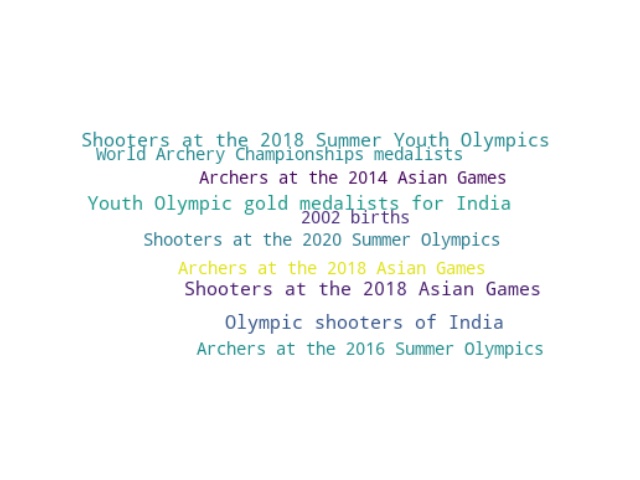 Shooters at the 2018 Summer Youth Olympics
World Archery Championships medalists
Archers at the 2014 Asian Games
Youth Olympic gold medalists for India
2002 births
Shooters at the 2020 Summer Olympics
Archers at the 2018 Asian Games
Shooters at the 2018 Asian Games
Olympic shooters of India
Archers at the 2016 Summer Olympics